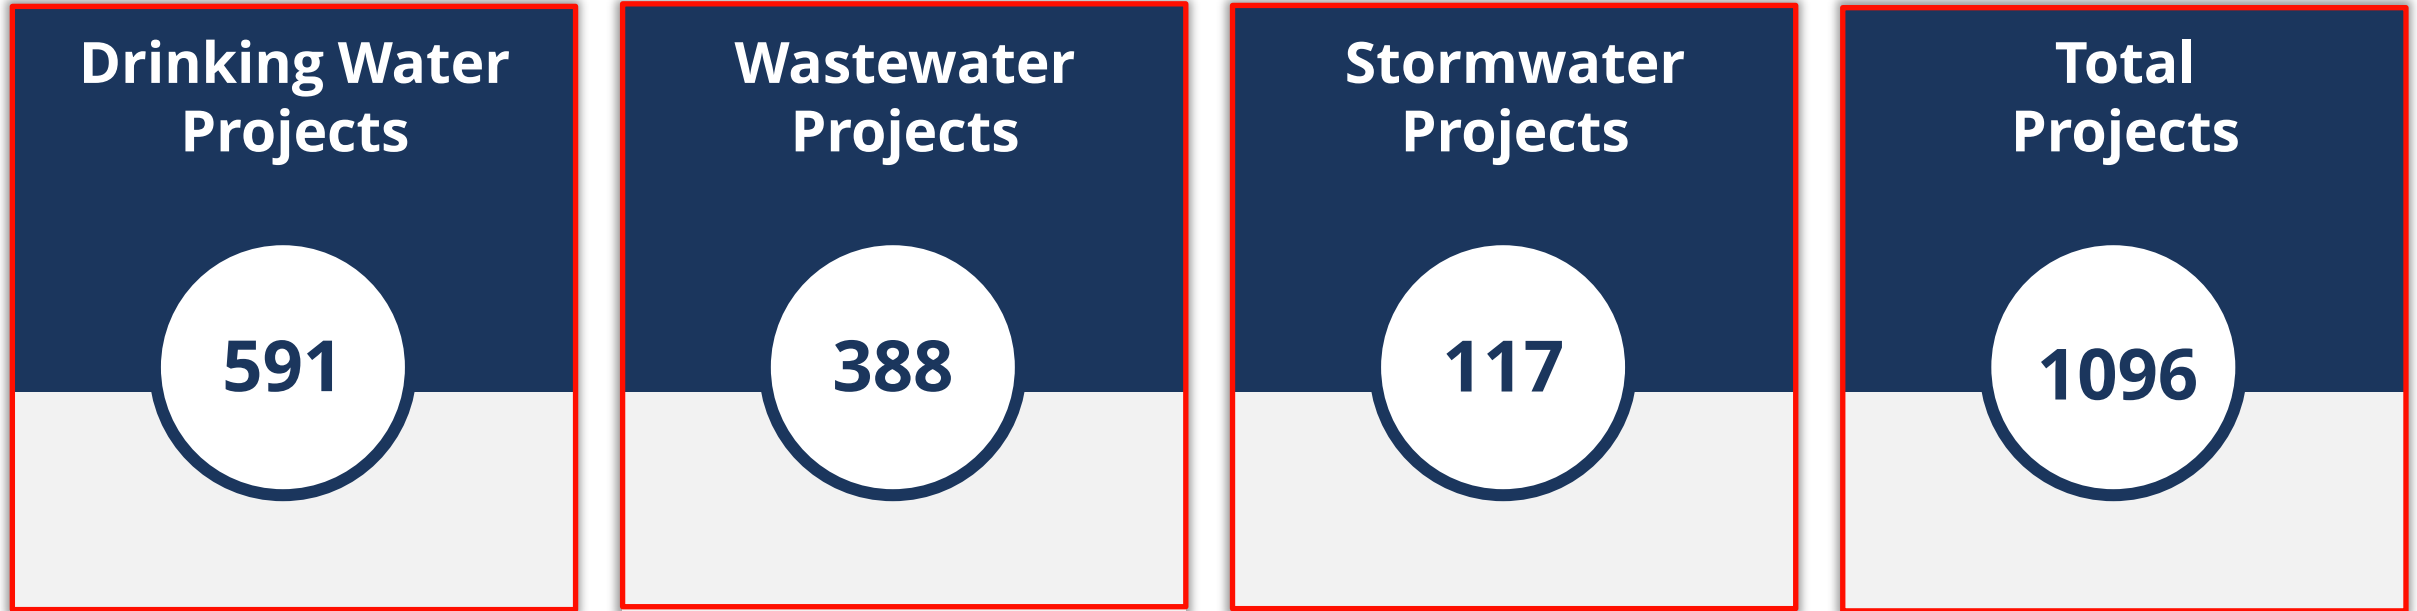 Drinking Water
Projects
591
Wastewater
Projects
388
Stormwater
Projects
117
Total
Projects
1096